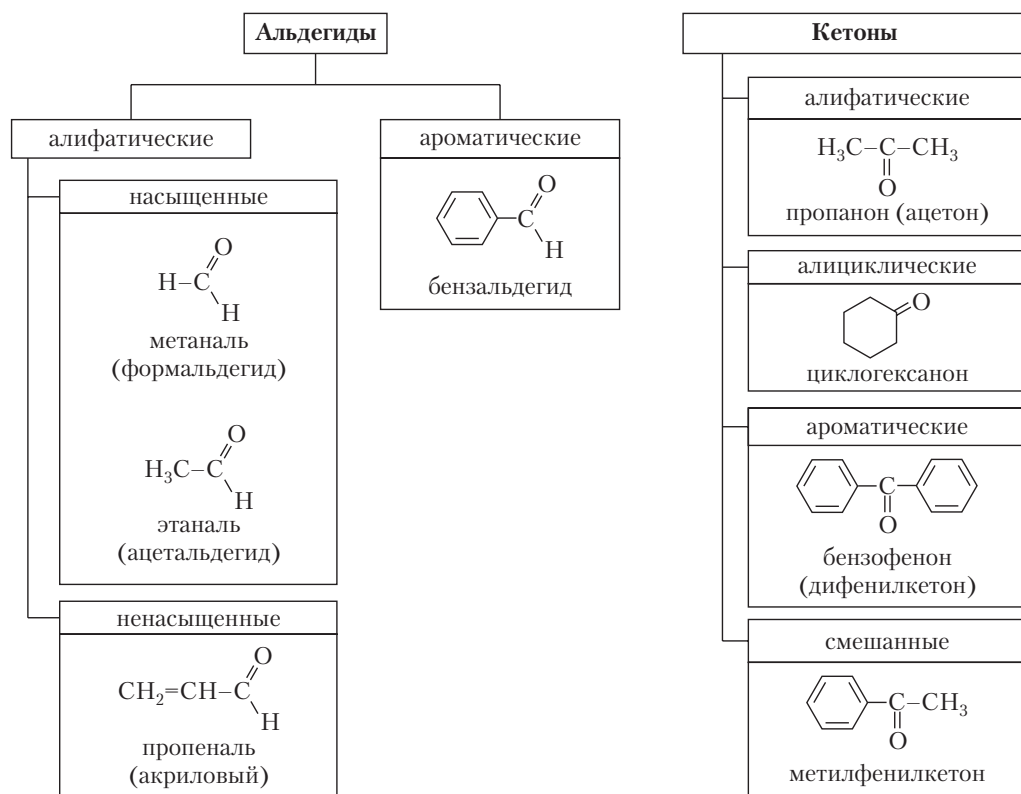 Альдегиды
алифатические
насыщенные
O
H–C
H
метаналь
(формальдегид)
O
H₃C–C
H
этаналь
(ацетальдегид)
ненасыщенные
O
CH₂=CH–C
H
пропеналь
(акриловый)
ароматические
O
C
H
бензальдегид
Кетоны
алифатические
H₃C–C–CH₃
O
пропанон (ацетон)
алициклические
O
циклогексанон
ароматические
C
O
бензофенон
(дифенилкетон)
смешанные
C–CH₃
O
метилфенилкетон